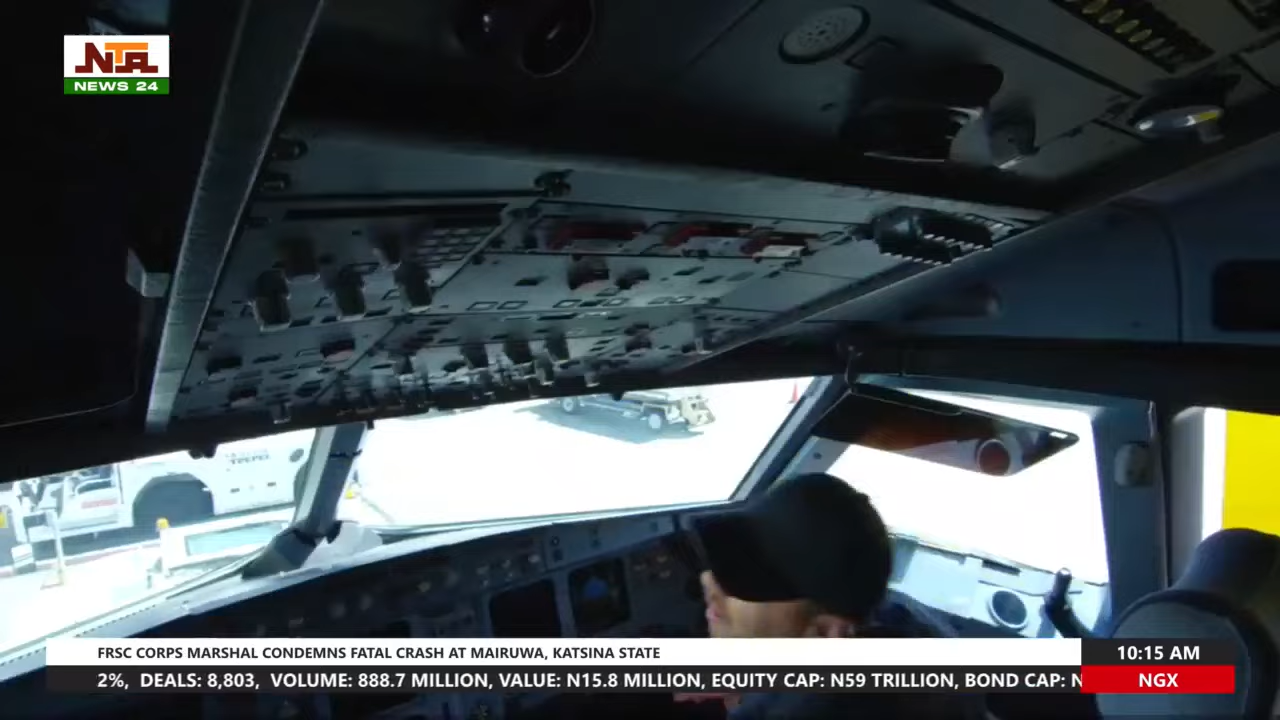 NTA
NEWS 24
FRSC CORPS MARSHAL CONDEMNS FATAL CRASH AT MAIRUWA, KATSINA STATE
10:15 AM
2%, DEALS: 8,803, VOLUME: 888.7 MILLION, VALUE: N15.8 MILLION, EQUITY CAP: N59 TRILLION, BOND CAP: N
NGX